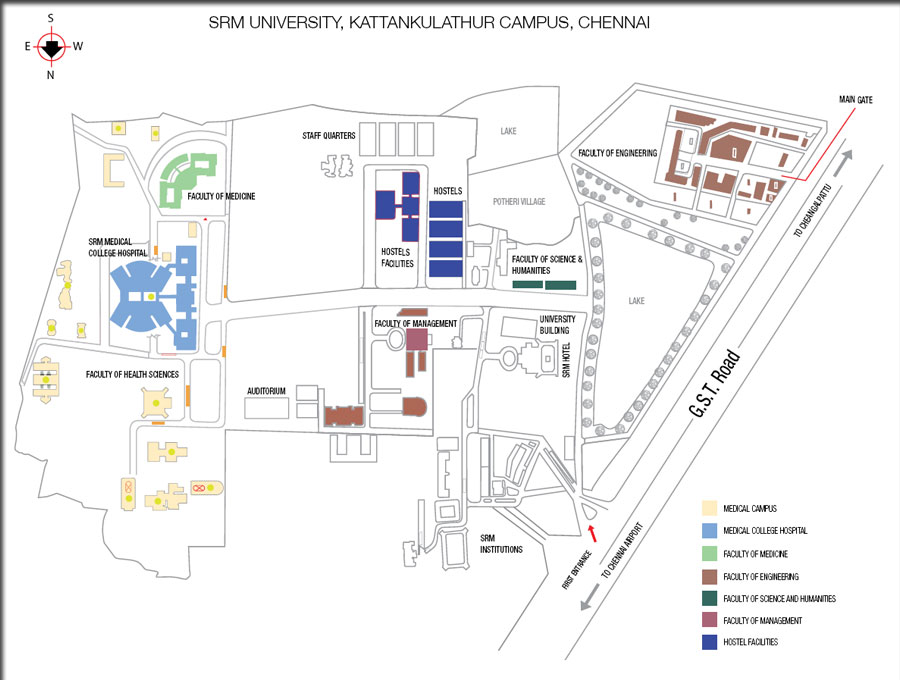 SRM UNIVERSITY, KATTANKULATHUR CAMPUS, CHENNAI
S
E W
N
MAIN GATE
STAFF QUARTERS
LAKE
FACULTY OF ENGINEERING
FACULTY OF MEDICINE
HOSTELS
POTHERI VILLAGE
TO CHEANGALPATTU
SRM MEDICAL
COLLEGE HOSPITAL
HOSTELS
FACILITIES
FACULTY OF SCIENCE &
HUMANITIES
LAKE
FACULTY OF MANAGEMENT
UNIVERSITY
BUILDING
SRM HOTEL
G.S.T. Road
FACULTY OF HEALTH SCIENCES
AUDITORIUM
SRM
INSTITUTIONS
FIRST ENTRANCE
TO CHENNAI AIRPORT
MEDICAL CAMPUS
MEDICAL COLLEGE HOSPITAL
FACULTY OF MEDICINE
FACULTY OF ENGINEERING
FACULTY OF SCIENCE AND HUMANITIES
FACULTY OF MANAGEMENT
HOSTEL FACILITIES